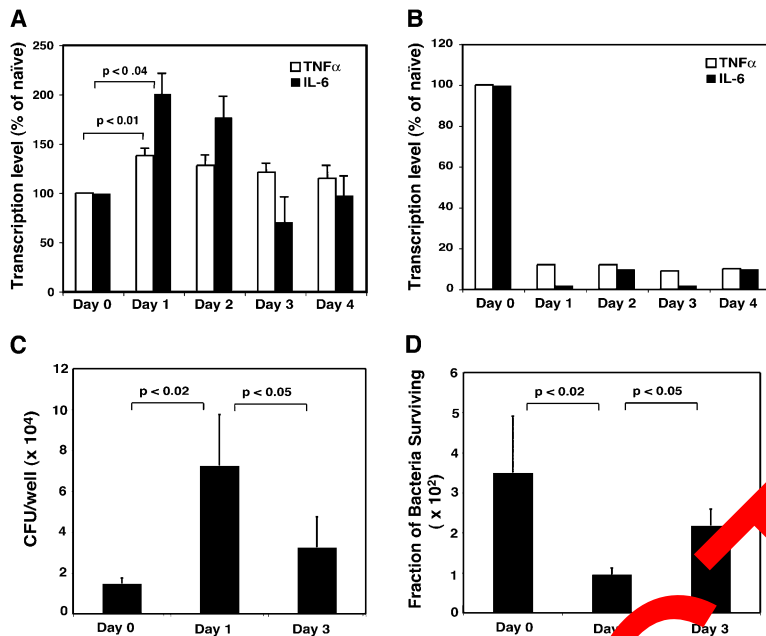 A
Transcription level (% of naïve)
250
200
150
100
50
0
p < 0 .04
p < 0.01
TNFα
IL-6
Day 0 Day 1 Day 2 Day 3 Day 4
B
Transcription level (% of naïve)
120
100
80
60
40
20
0
TNFα
IL-6
Day 0 Day 1 Day 2 Day 3 Day 4
C
CFU/well (x 10⁴)
12
10
8
6
4
2
0
p < 0.02
p < 0.05
Day 0 Day 1 Day 3
D
Fraction of Bacteria Surviving
( x 10²)
6
5
4
3
2
1
0
p < 0.02
p < 0.05
Day 0 Day 3